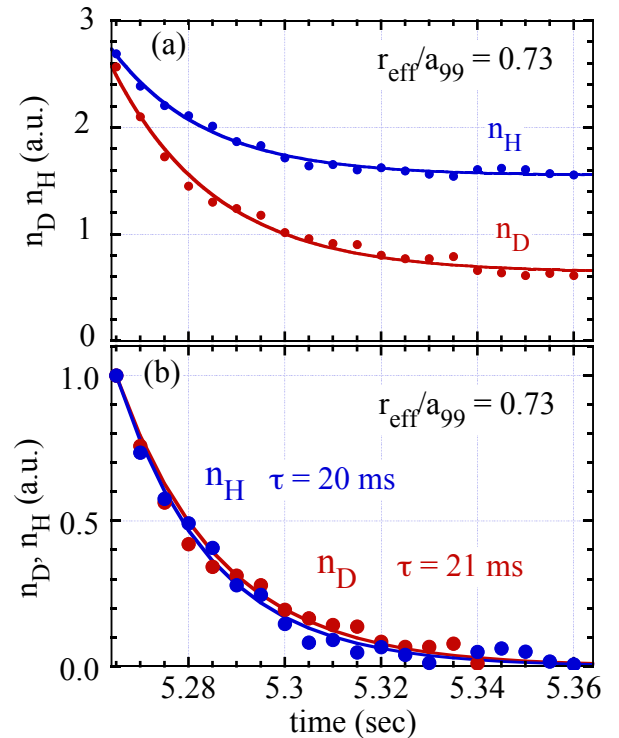 3
(a)
r_eff/a_99 = 0.73
2
n_H
1
n_D
0
n_D n_H (a.u.)
1.0
(b)
r_eff/a_99 = 0.73
n_H τ = 20 ms
0.5
n_D τ = 21 ms
0.0
n_D, n_H (a.u.)
5.28 5.3 5.32 5.34 5.36
time (sec)